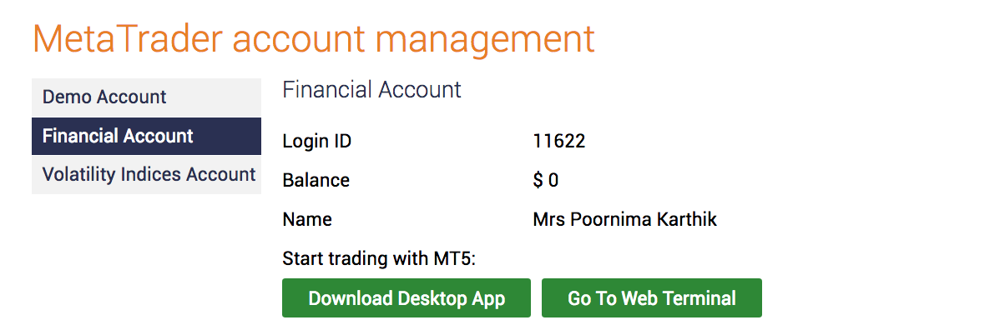 MetaTrader account management
Demo Account
Financial Account
Volatility Indices Account
Financial Account
Login ID 11622
Balance $ 0
Name Mrs Poornima Karthik
Start trading with MT5:
Download Desktop App Go To Web Terminal